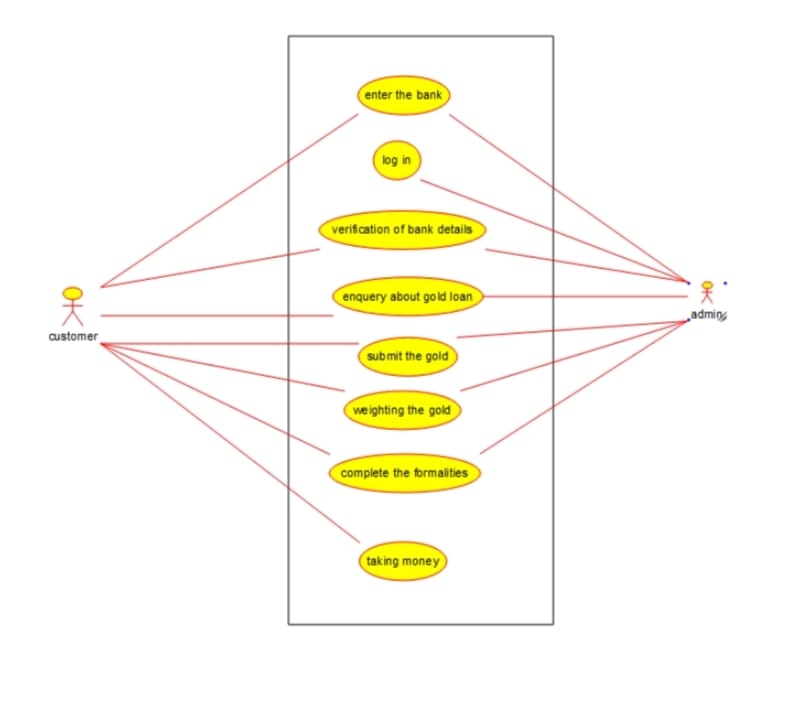 enter the bank
log in
verification of bank details
enquery about gold loan
submit the gold
weighting the gold
complete the formalities
taking money
customer
admin